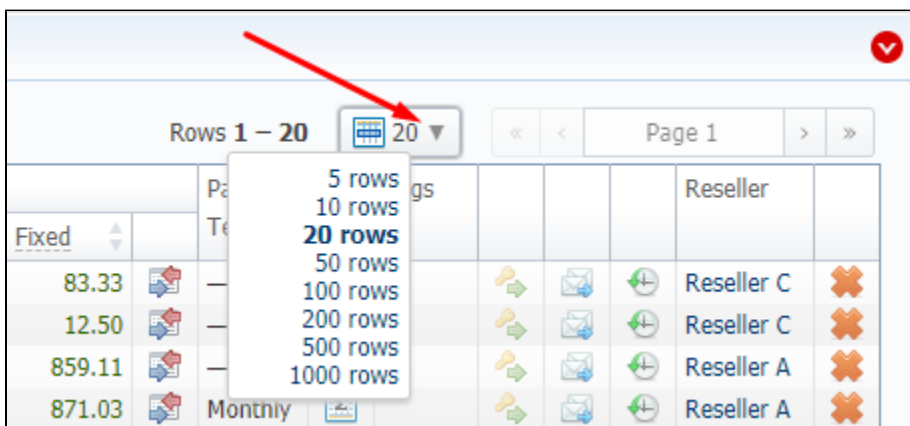 Rows 1 – 20 20 ▼ « < Page 1 > »
5 rows
10 rows
20 rows
50 rows
100 rows
200 rows
500 rows
1000 rows
Reseller
Fixed
83.33 — Reseller C
12.50 — Reseller C
859.11 — Reseller A
871.03 Monthly Reseller A